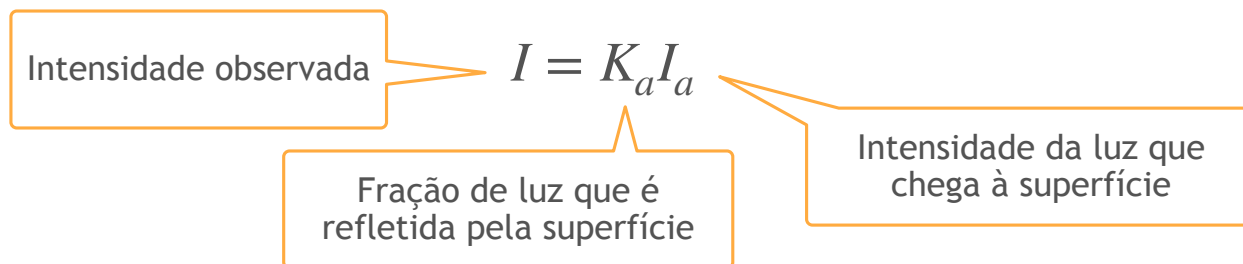 Intensidade observada
I = KₐIₐ
Fração de luz que é
refletida pela superfície
Intensidade da luz que
chega à superfície